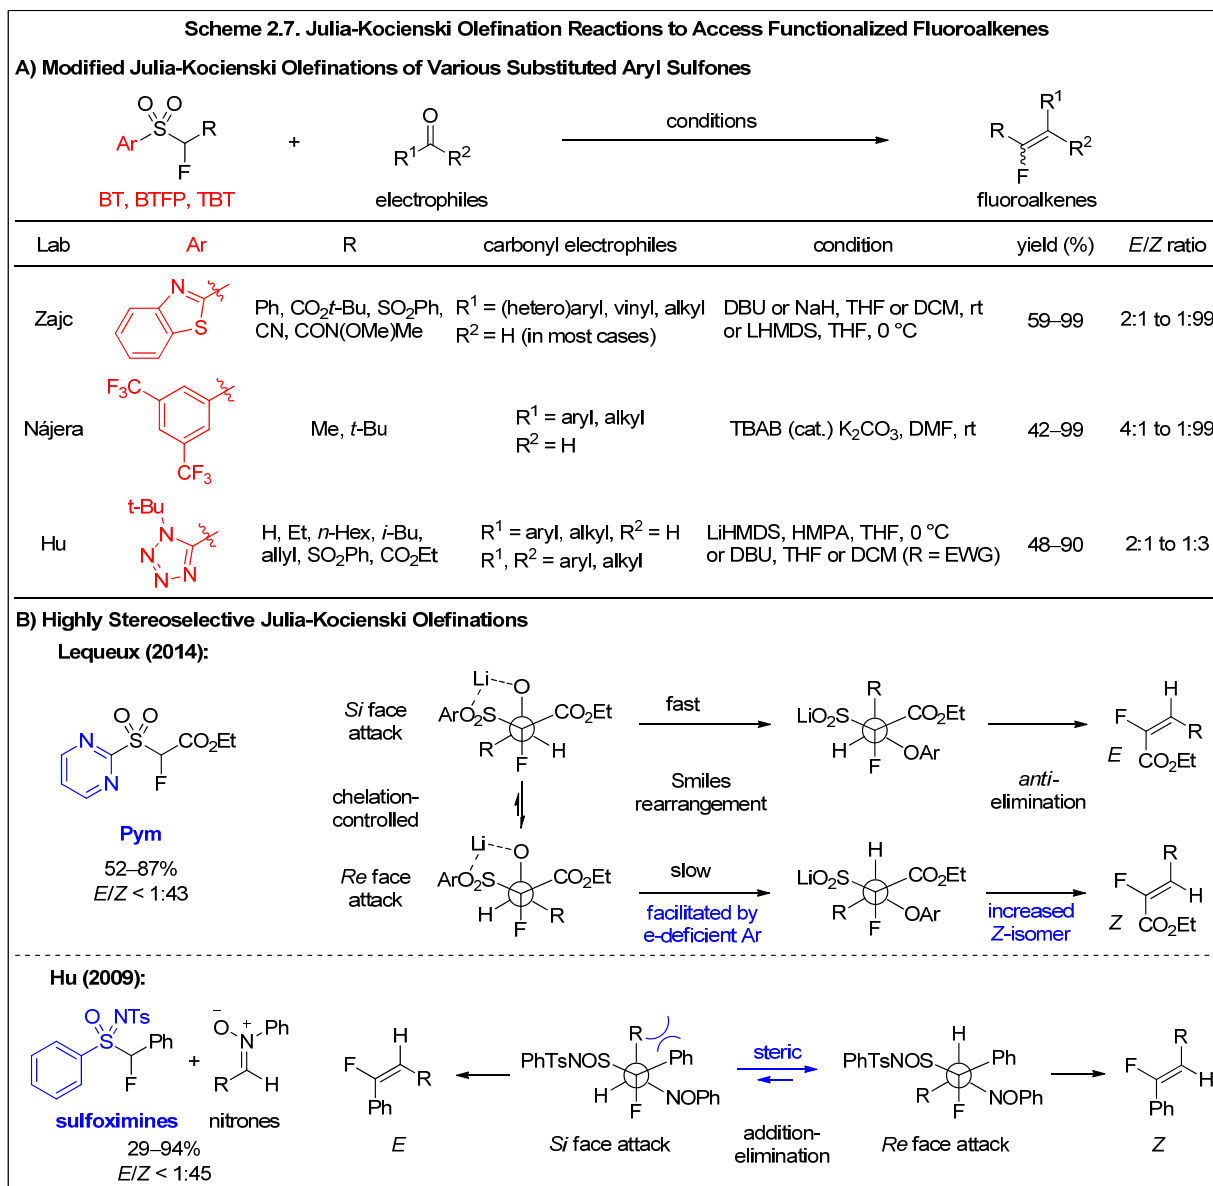 Scheme 2.7. Julia-Kocienski Olefination Reactions to Access Functionalized Fluoroalkenes
A) Modified Julia-Kocienski Olefinations of Various Substituted Aryl Sulfones
O O
S R
Ar
F
BT, BTFP, TBT
+
O
R1 R2
electrophiles
conditions
R1
R R2
F
fluoroalkenes
Lab Ar R carbonyl electrophiles condition yield (%) E/Z ratio
Zajc
N
S
Ph, CO2t-Bu, SO2Ph,
CN, CON(OMe)Me
R1 = (hetero)aryl, vinyl, alkyl
R2 = H (in most cases)
DBU or NaH, THF or DCM, rt
or LHMDS, THF, 0 °C
59–99
2:1 to 1:99
Nájera
F3C
CF3
Me, t-Bu
R1 = aryl, alkyl
R2 = H
TBAB (cat.) K2CO3, DMF, rt
42–99
4:1 to 1:99
Hu
t-Bu
N
N
N N
H, Et, n-Hex, i-Bu,
allyl, SO2Ph, CO2Et
R1 = aryl, alkyl, R2 = H
R1, R2 = aryl, alkyl
LiHMDS, HMPA, THF, 0 °C
or DBU, THF or DCM (R = EWG)
48–90
2:1 to 1:3
B) Highly Stereoselective Julia-Kocienski Olefinations
Lequeux (2014):
O O
N S CO2Et
N F
Pym
52–87%
E/Z < 1:43
Si face
attack
Li O
ArO2S CO2Et
R H
F
fast
R
LiO2S CO2Et
H OAr
F
H
F
R
E CO2Et
chelation-
controlled
Smiles
rearrangement
anti-
elimination
Re face
attack
Li O
ArO2S CO2Et
H R
F
slow
facilitated by
e-deficient Ar
H
LiO2S CO2Et
R OAr
F
increased
Z-isomer
R
F
H
Z CO2Et
Hu (2009):
O NTs
S Ph
F
sulfoximines
29–94%
E/Z < 1:45
+
− O + Ph
N
R H
nitrones
H
F
R
Ph
E
R
PhTsNOS Ph
H NOPh
F
Si face attack
steric
addition-
elimination
H
PhTsNOS Ph
R NOPh
F
Re face attack
R
F
H
Ph
Z